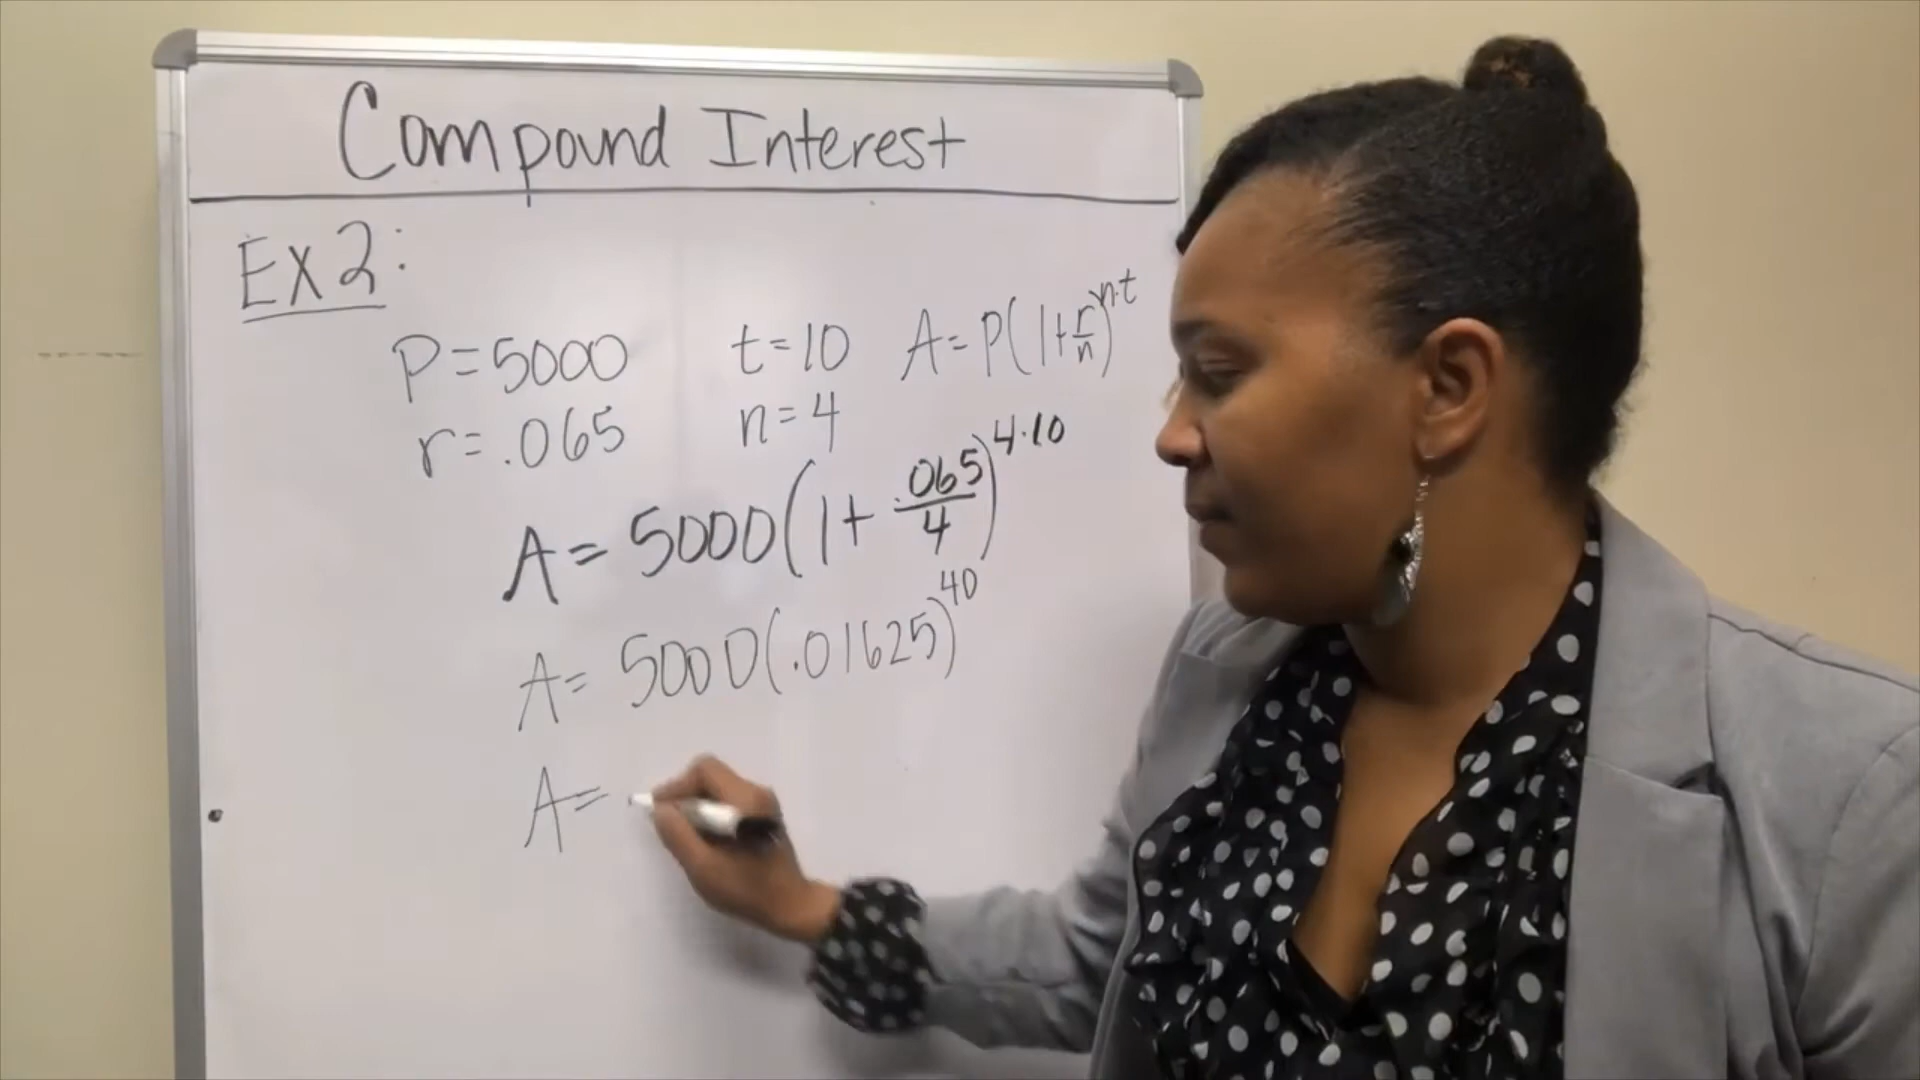 Compound Interest
Ex 2:
P = 5000 t = 10 A = P(1 + r/n)^n·t
r = .065 n = 4
A = 5000(1 + .065/4)^4·10
A = 5000(.01625)^40
A =